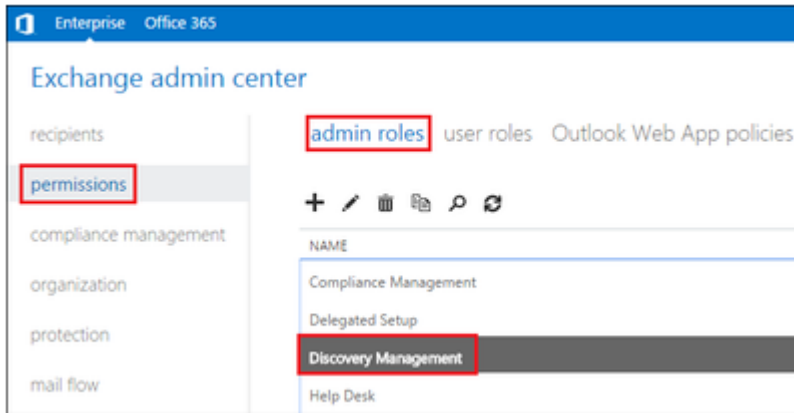 Enterprise Office 365
Exchange admin center
recipients
permissions
compliance management
organization
protection
mail flow
admin roles user roles Outlook Web App policies
NAME
Compliance Management
Delegated Setup
Discovery Management
Help Desk